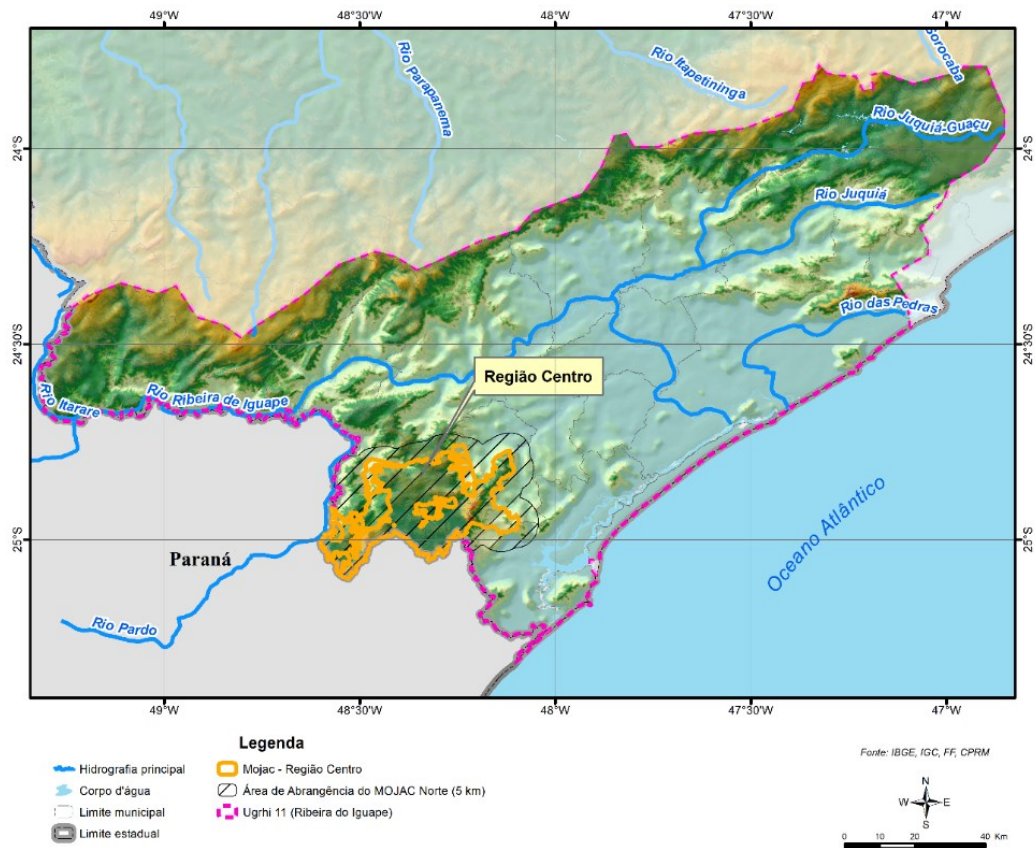 49°W 48°30'W 48°W 47°30'W 47°W
Rio Parapanema
Rio Itapetininga
Sorocaba
Rio Juquiá-Guaçu
24°S 24°S
Rio Juquiá
Rio das Pedras
24°30'S 24°30'S
Região Centro
Rio Itarare
Rio Ribeira de Iguape
25°S 25°S
Paraná
Oceano Atlântico
Rio Pardo
49°W 48°30'W 48°W 47°30'W 47°W
Legenda
Hidrografia principal
Corpo d'água
Limite municipal
Limite estadual
Mojac - Região Centro
Área de Abrangência do MOJAC Norte (5 km)
Ugrhi 11 (Ribeira do Iguape)
Fonte: IBGE, IGC, FF, CPRM
N
W E
S
0 10 20 40 Km